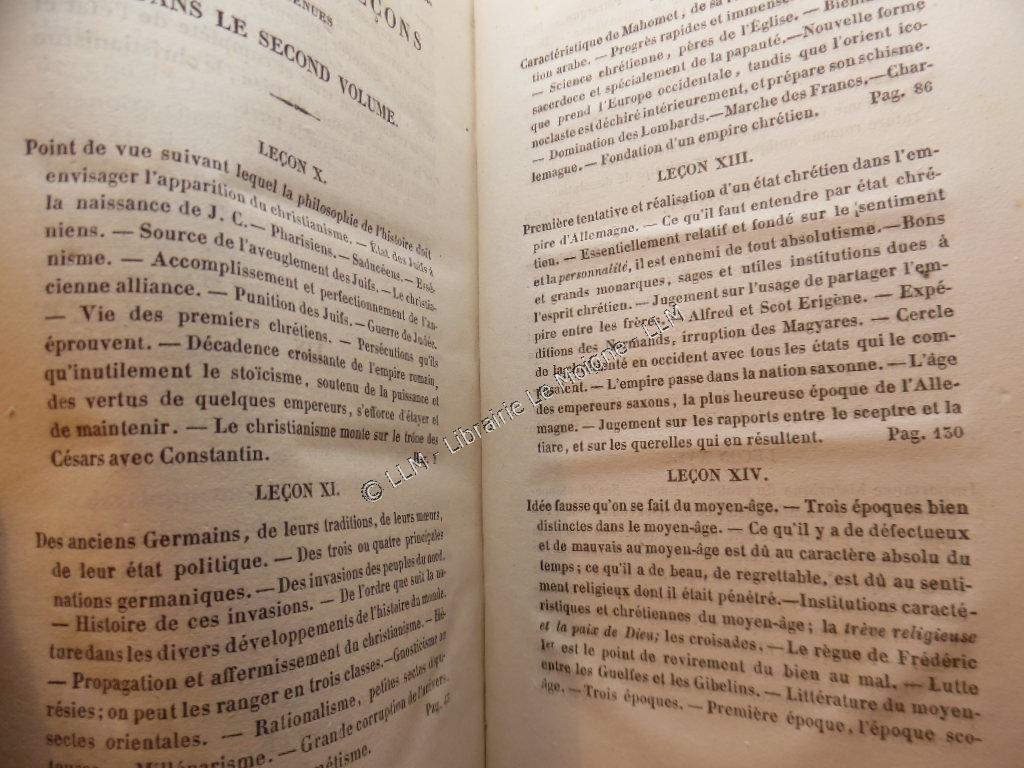 LEÇONS
DANS LE SECOND VOLUME.
LEÇON X.
Point de vue suivant lequel la philosophie de l'histoire doit
envisager l'apparition du christianisme. — État des Juifs à
la naissance de J. C. — Pharisiens. — Saducéens. — Essé-
niens. — Source de l'aveuglement des Juifs. — Le christia-
nisme. — Accomplissement et perfectionnement de l'an-
cienne alliance. — Punition des Juifs. — Guerre de Judée.
— Vie des premiers chrétiens. — Persécutions qu'ils
éprouvent. — Décadence croissante de l'empire romain,
qu'inutilement le stoïcisme, soutenu de la puissance et
des vertus de quelques empereurs, s'efforce d'étayer et
de maintenir. — Le christianisme monte sur le trône des
Césars avec Constantin.
LEÇON XI.
Des anciens Germains, de leurs traditions, de leurs mœurs,
de leur état politique. — Des trois ou quatre principales
nations germaniques. — Des invasions des peuples du nord.
— Histoire de ces invasions. — De l'ordre que suit la na-
ture dans les divers développements de l'histoire du monde.
— Propagation et affermissement du christianisme. — Hé-
résies; on peut les ranger en trois classes. — Gnosticisme ou
sectes orientales. — Rationalisme, petites sectes
Millénarisme. — Grande corruption de l'univers.
Caractéristique de Mahomet, de sa
tion arabe. — Progrès rapides et immenses
— Science chrétienne, pères de l'Église. —
sacerdoce et spécialement de la papauté. — Nouvelle forme
que prend l'Europe occidentale, tandis que l'orient ico-
noclaste est déchiré intérieurement, et prépare son schisme.
— Domination des Lombards. — Marche des Francs. — Char-
lemagne. — Fondation d'un empire chrétien. Pag. 86
LEÇON XIII.
Première tentative et réalisation d'un état chrétien dans l'em-
pire d'Allemagne. — Ce qu'il faut entendre par état chré-
tien. — Essentiellement relatif et fondé sur le sentiment
et la personnalité, il est ennemi de tout absolutisme. — Bons
et grands monarques, sages et utiles institutions dues à
l'esprit chrétien. — Jugement sur l'usage de partager l'em-
pire entre les frères. — Alfred et Scot Erigène. — Expé-
ditions des Normands, irruption des Magyares. — Cercle
de la chrétienté en occident avec tous les états qui le com-
posaient. — L'empire passe dans la nation saxonne. — L'âge
des empereurs saxons, la plus heureuse époque de l'Alle-
magne. — Jugement sur les rapports entre le sceptre et la
tiare, et sur les querelles qui en résultent. Pag. 130
LEÇON XIV.
Idée fausse qu'on se fait du moyen-âge. — Trois époques bien
distinctes dans le moyen-âge. — Ce qu'il y a de défectueux
et de mauvais au moyen-âge est dû au caractère absolu du
temps; ce qu'il a de beau, de regrettable, est dû au senti-
ment religieux dont il était pénétré. — Institutions caracté-
ristiques et chrétiennes du moyen-âge; la trève religieuse
et la paix de Dieu; les croisades. — Le règne de Frédéric
Ier est le point de revirement du bien au mal. — Lutte
entre les Guelfes et les Gibelins. — Littérature du moyen-
âge. — Trois époques. — Première époque, l'époque sco-
© LLM - Librairie Le Moigne - LLM